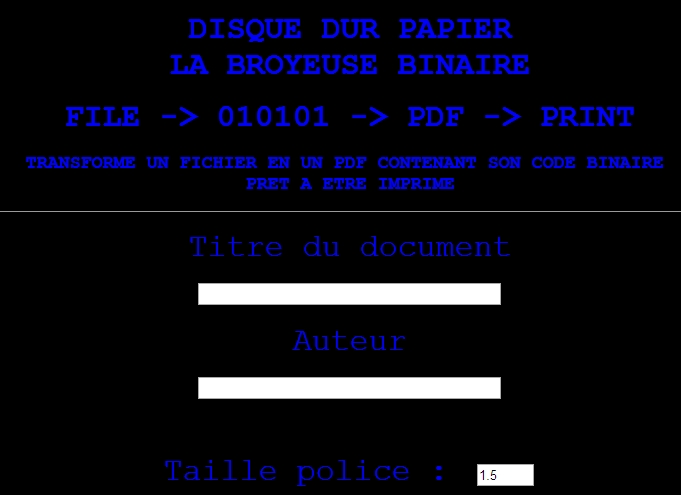 DISQUE DUR PAPIER
LA BROYEUSE BINAIRE
FILE -> 010101 -> PDF -> PRINT
TRANSFORME UN FICHIER EN UN PDF CONTENANT SON CODE BINAIRE
PRET A ETRE IMPRIME
Titre du document
Auteur
Taille police : 1.5